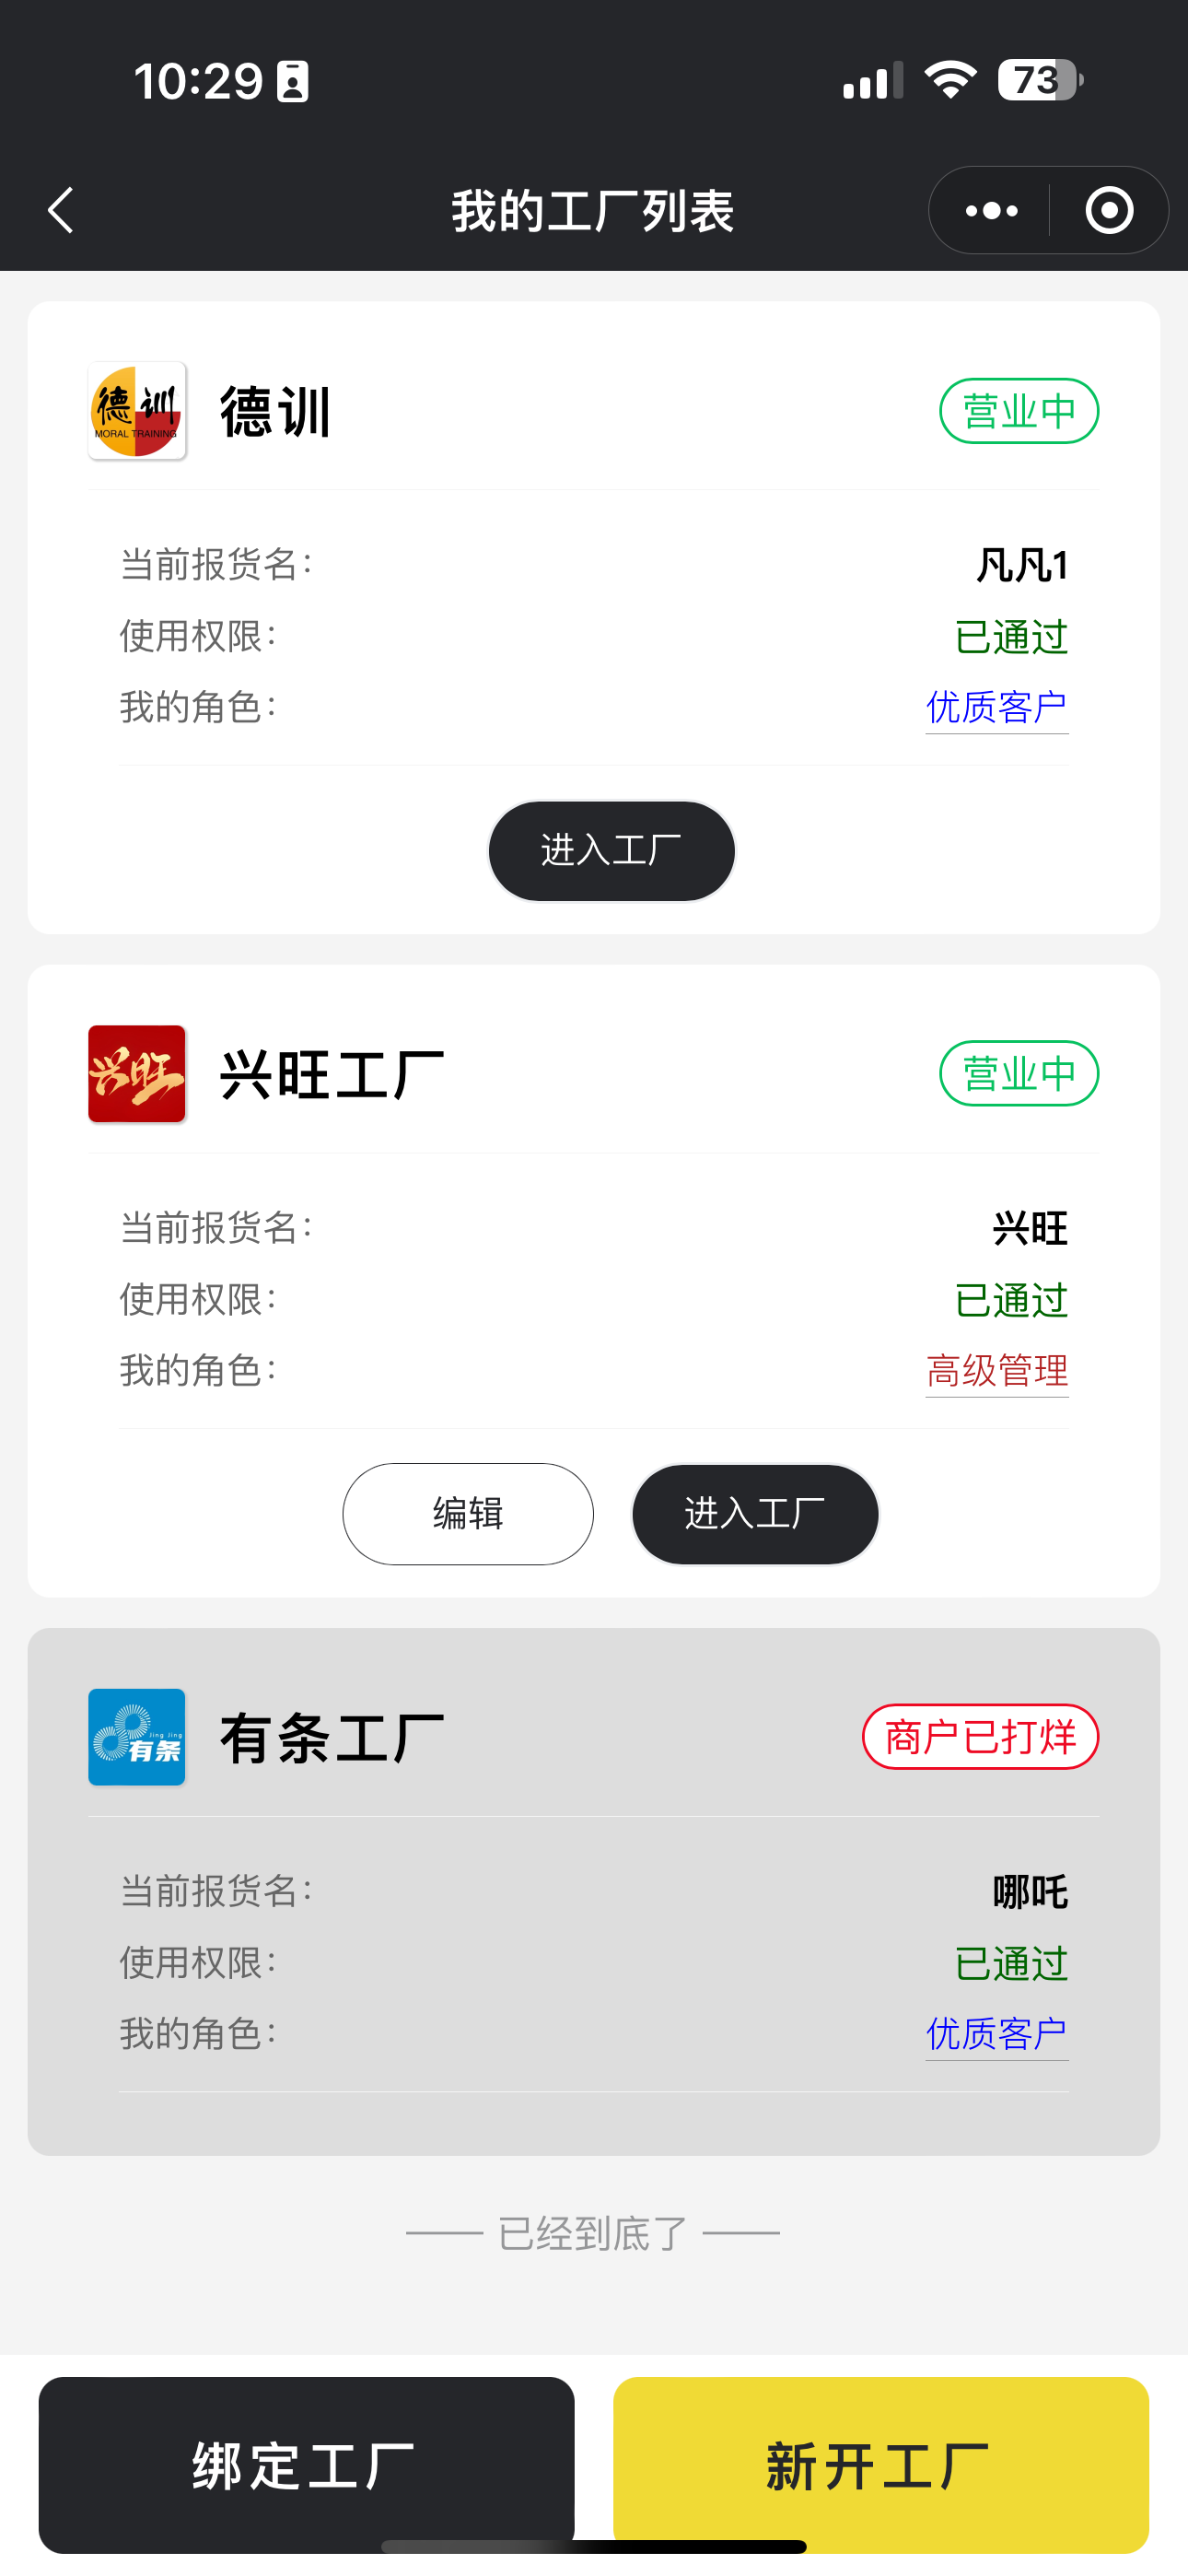 10:29
73
我的工厂列表
德训
MORAL TRAINING
德训
营业中
当前报货名：
凡凡1
使用权限：
已通过
我的角色：
优质客户
进入工厂
兴旺
兴旺工厂
营业中
当前报货名：
兴旺
使用权限：
已通过
我的角色：
高级管理
编辑
进入工厂
Jing Jing
有条
有条工厂
商户已打烊
当前报货名：
哪吒
使用权限：
已通过
我的角色：
优质客户
已经到底了
绑定工厂
新开工厂